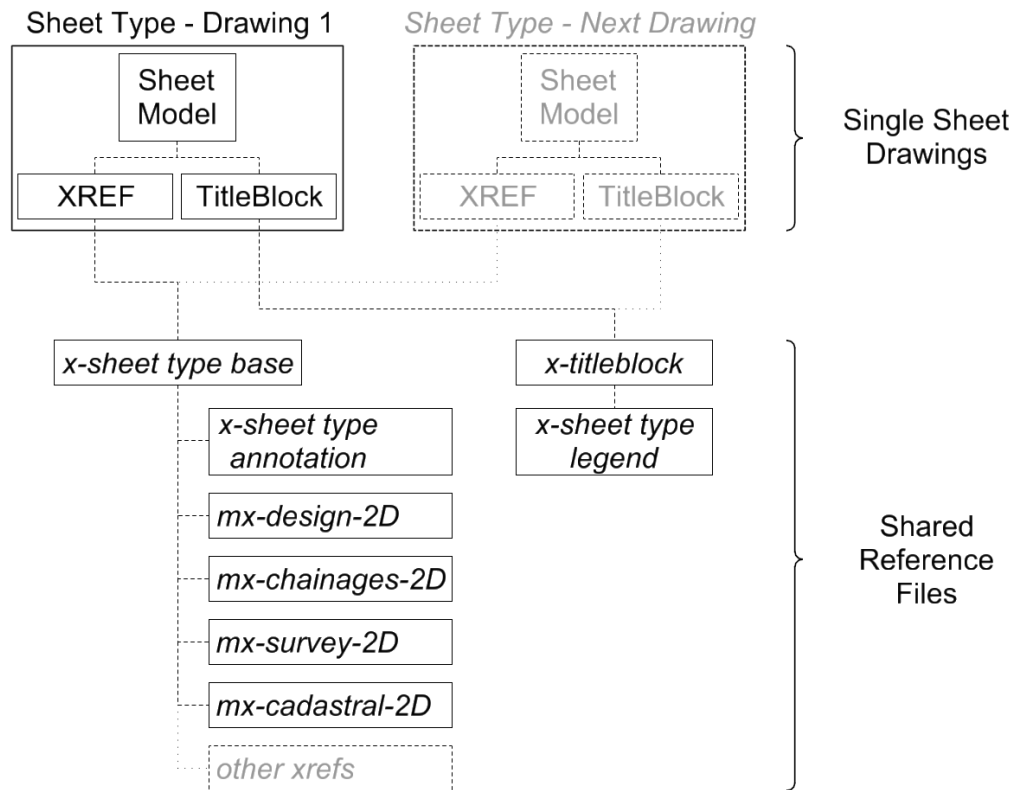 Sheet Type - Drawing 1
Sheet Type - Next Drawing
Sheet
Model
XREF
TitleBlock
Sheet
Model
XREF
TitleBlock
Single Sheet
Drawings
x-sheet type base
x-titleblock
x-sheet type
annotation
x-sheet type
legend
mx-design-2D
mx-chainages-2D
mx-survey-2D
mx-cadastral-2D
other xrefs
Shared
Reference
Files